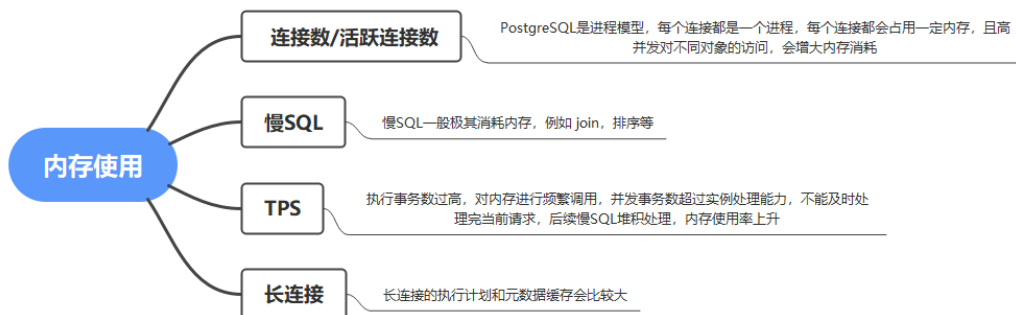 内存使用
连接数/活跃连接数
PostgreSQL是进程模型，每个连接都是一个进程，每个连接都会占用一定内存，且高
并发对不同对象的访问，会增大内存消耗
慢SQL
慢SQL一般极其消耗内存，例如 join，排序等
TPS
执行事务数过高，对内存进行频繁调用，并发事务数超过实例处理能力，不能及时处
理完当前请求，后续慢SQL堆积处理，内存使用率上升
长连接
长连接的执行计划和元数据缓存会比较大